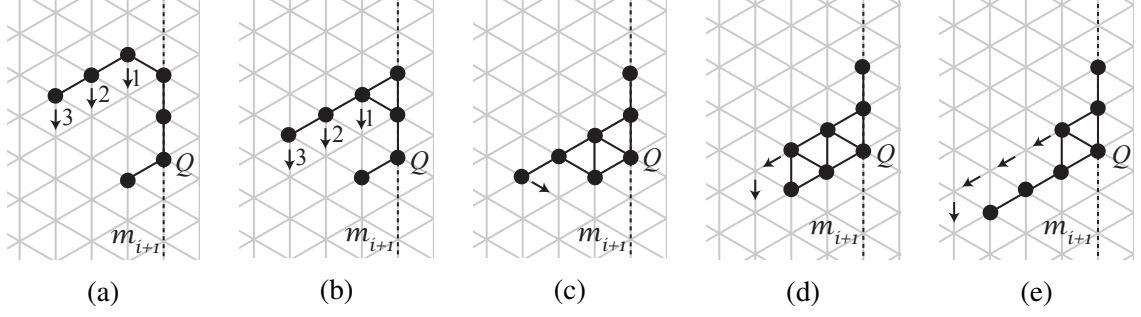 1
2
3
Q
m_{i+1}
(a)
1
2
3
Q
m_{i+1}
(b)
Q
m_{i+1}
(c)
Q
m_{i+1}
(d)
Q
m_{i+1}
(e)